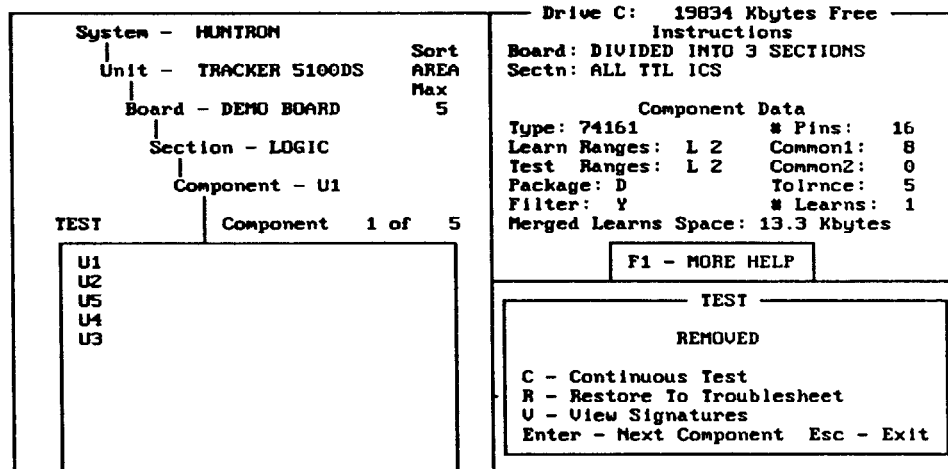 System - HUNTRON
Sort
Unit - TRACKER 5100DS AREA
Max
Board - DEMO BOARD 5
Section - LOGIC
Component - U1
TEST Component 1 of 5
U1
U2
U5
U4
U3
Drive C: 19834 Kbytes Free
Instructions
Board: DIVIDED INTO 3 SECTIONS
Sectn: ALL TTL ICS
Component Data
Type: 74161 # Pins: 16
Learn Ranges: L 2 Common1: 8
Test Ranges: L 2 Common2: 0
Package: D Tolrnce: 5
Filter: Y # Learns: 1
Merged Learns Space: 13.3 Kbytes
F1 - MORE HELP
TEST
REMOVED
C - Continuous Test
R - Restore To Troublesheet
V - View Signatures
Enter - Next Component Esc - Exit